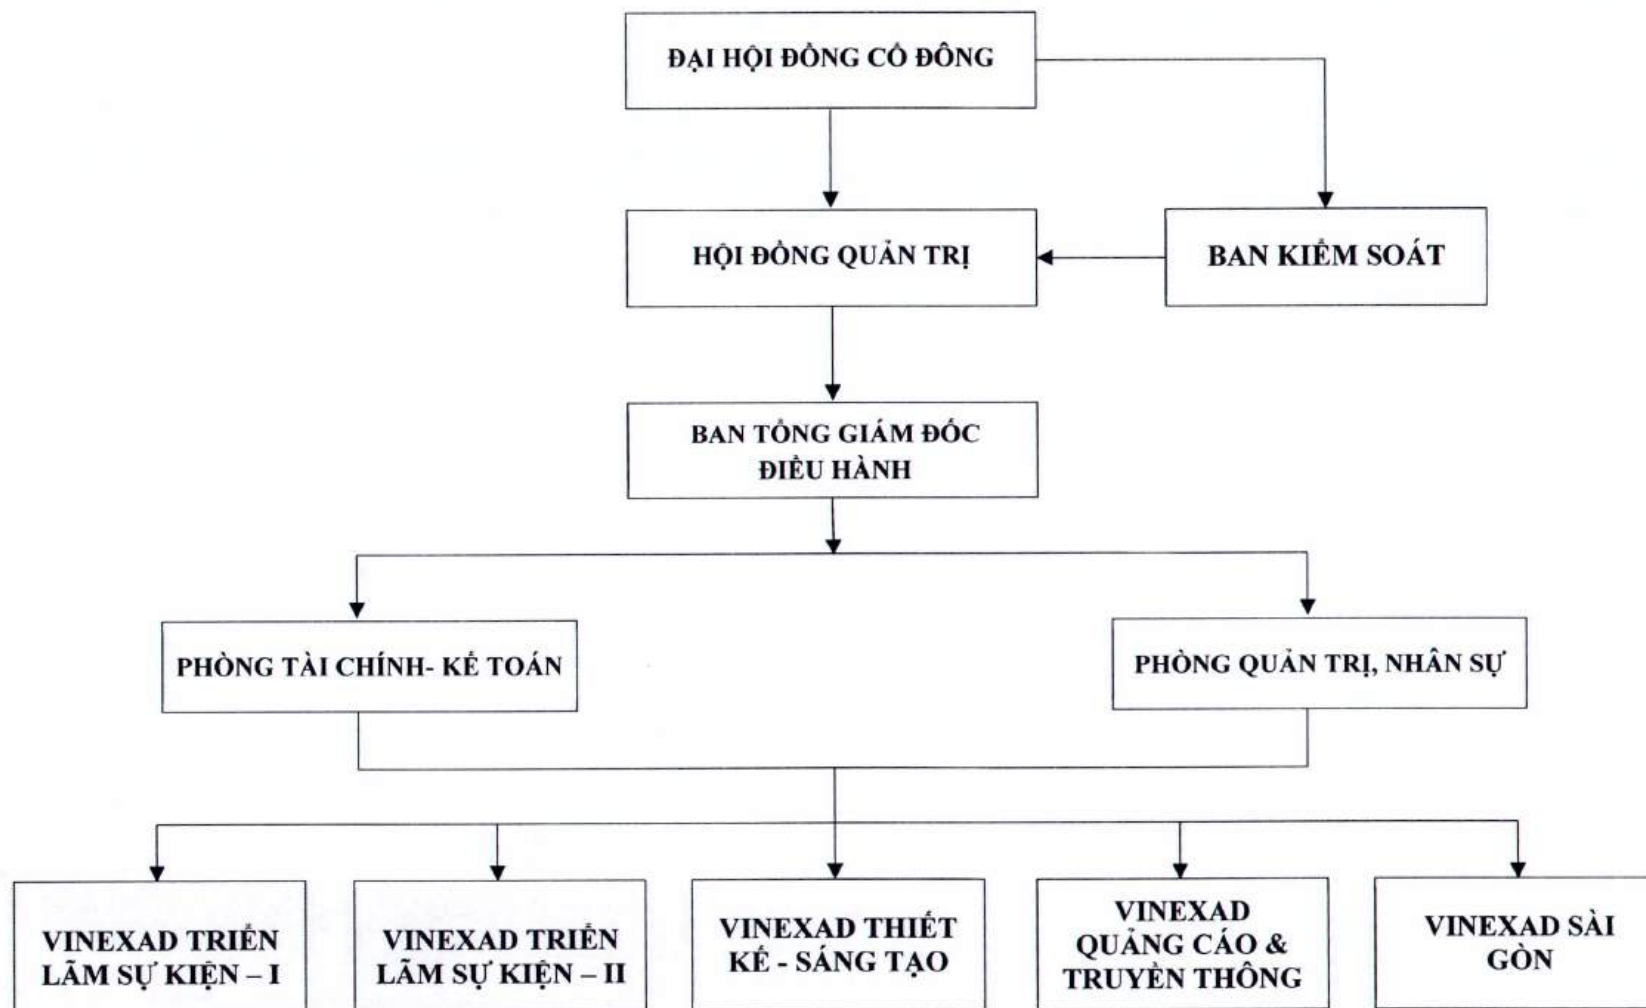 ĐẠI HỘI ĐỒNG CỔ ĐÔNG
HỘI ĐỒNG QUẢN TRỊ
BAN KIỂM SOÁT
BAN TỔNG GIÁM ĐỐC
ĐIỀU HÀNH
PHÒNG TÀI CHÍNH- KẾ TOÁN
PHÒNG QUẢN TRỊ, NHÂN SỰ
VINEXAD TRIỂN
LÃM SỰ KIỆN – I
VINEXAD TRIỂN
LÃM SỰ KIỆN – II
VINEXAD THIẾT
KẾ - SÁNG TẠO
VINEXAD
QUẢNG CÁO &
TRUYỀN THÔNG
VINEXAD SÀI
GÒN